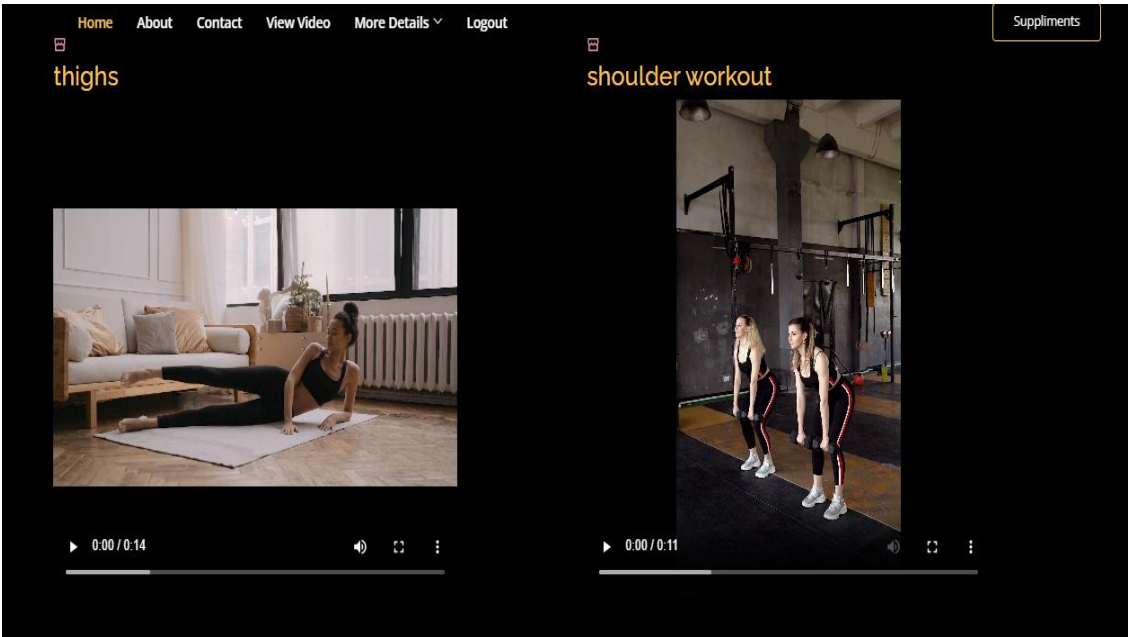 Home About Contact View Video More Details Logout Suppliments
thighs
shoulder workout
0:00 / 0:14
0:00 / 0:11